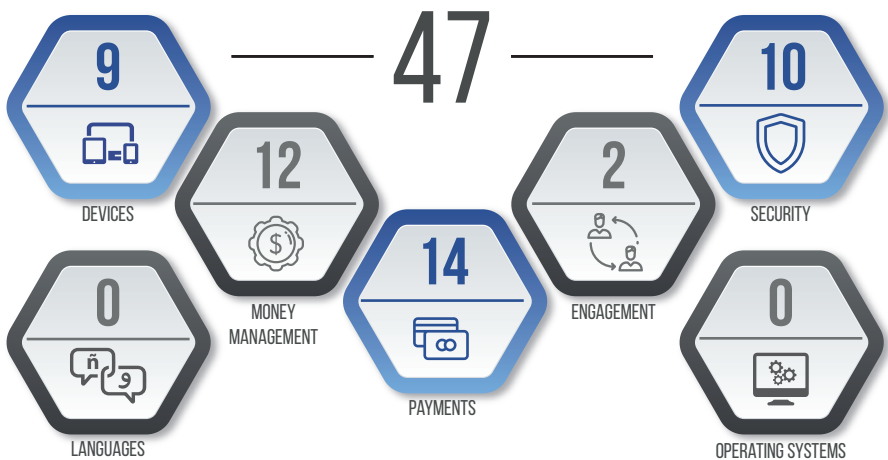 47
9
DEVICES
12
MONEY
MANAGEMENT
14
PAYMENTS
2
ENGAGEMENT
10
SECURITY
0
ñ
و
LANGUAGES
$
0
OPERATING SYSTEMS